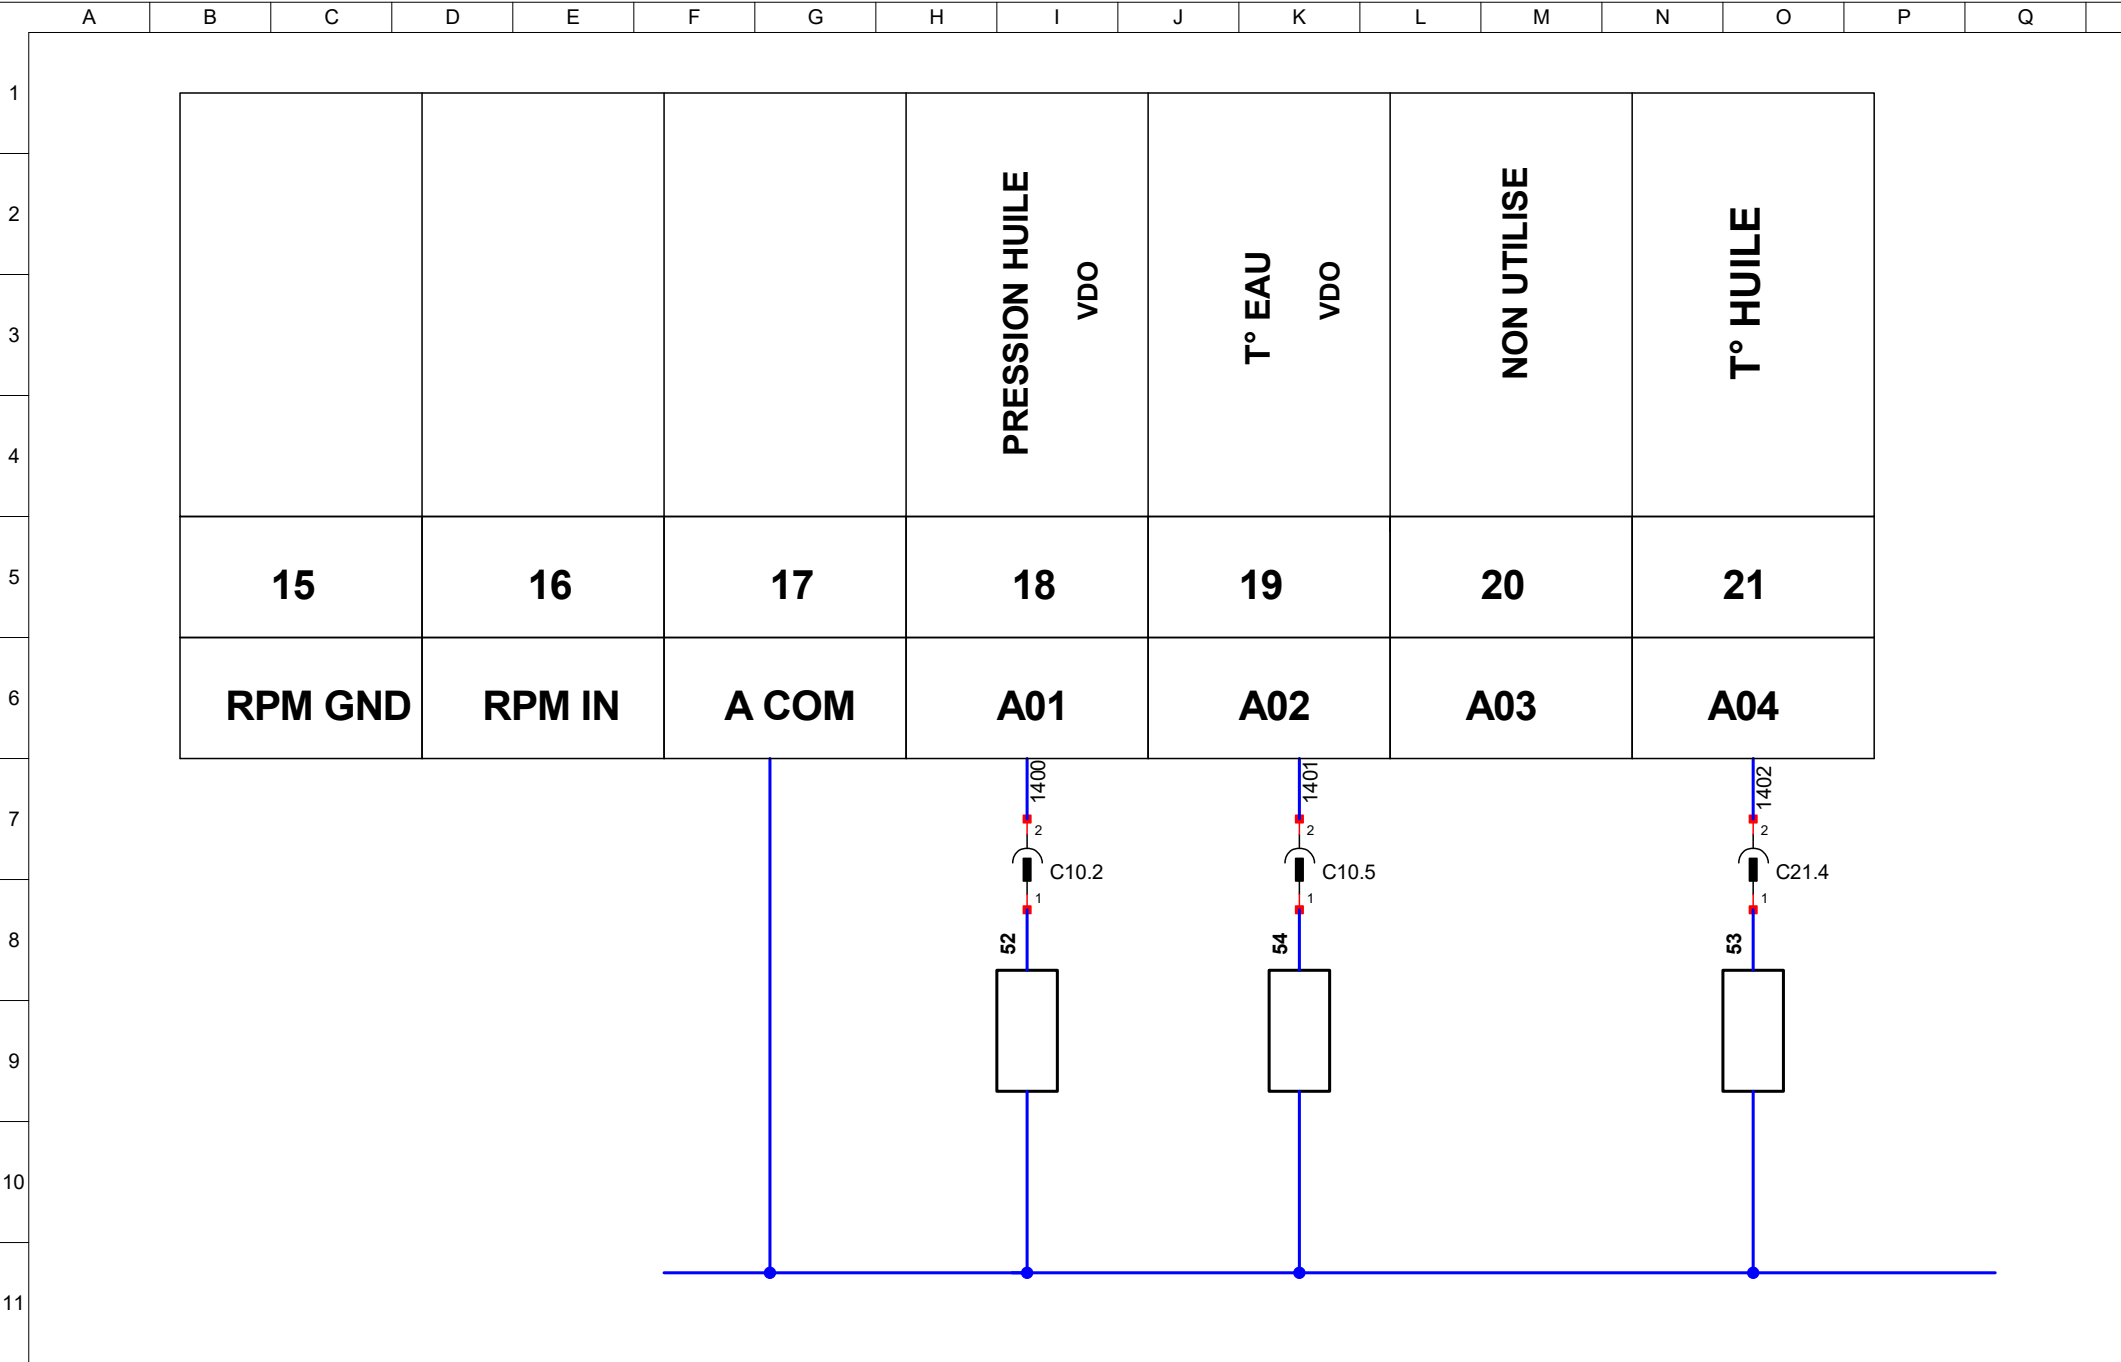 A B C D E F G H I J K L M N O P Q
1
2
3
4
5
6
7
8
9
10
11
PRESSION HUILE
VDO
T° EAU
VDO
NON UTILISE
T° HUILE
15 16 17 18 19 20 21
RPM GND RPM IN A COM A01 A02 A03 A04
1400 1401 1402
2 2 2
C10.2 C10.5 C21.4
1 1 1
52 54 53